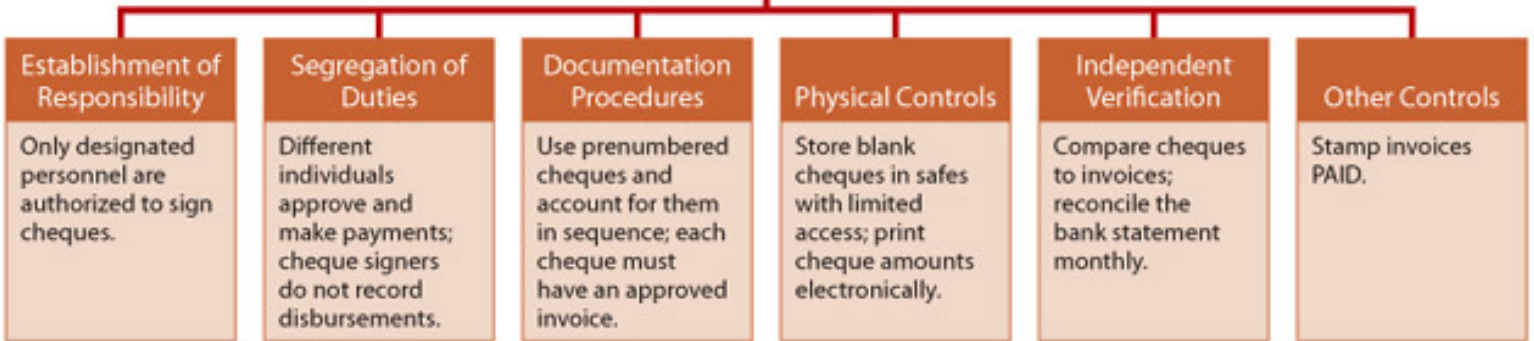 Establishment of
Responsibility
Only designated
personnel are
authorized to sign
cheques.
Segregation of
Duties
Different
individuals
approve and
make payments;
cheque signers
do not record
disbursements.
Documentation
Procedures
Use prenumbered
cheques and
account for them
in sequence; each
cheque must
have an approved
invoice.
Physical Controls
Store blank
cheques in safes
with limited
access; print
cheque amounts
electronically.
Independent
Verification
Compare cheques
to invoices;
reconcile the
bank statement
monthly.
Other Controls
Stamp invoices
PAID.